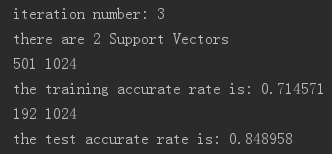 iteration number: 3
there are 2 Support Vectors
501 1024
the training accurate rate is: 0.714571
192 1024
the test accurate rate is: 0.848958